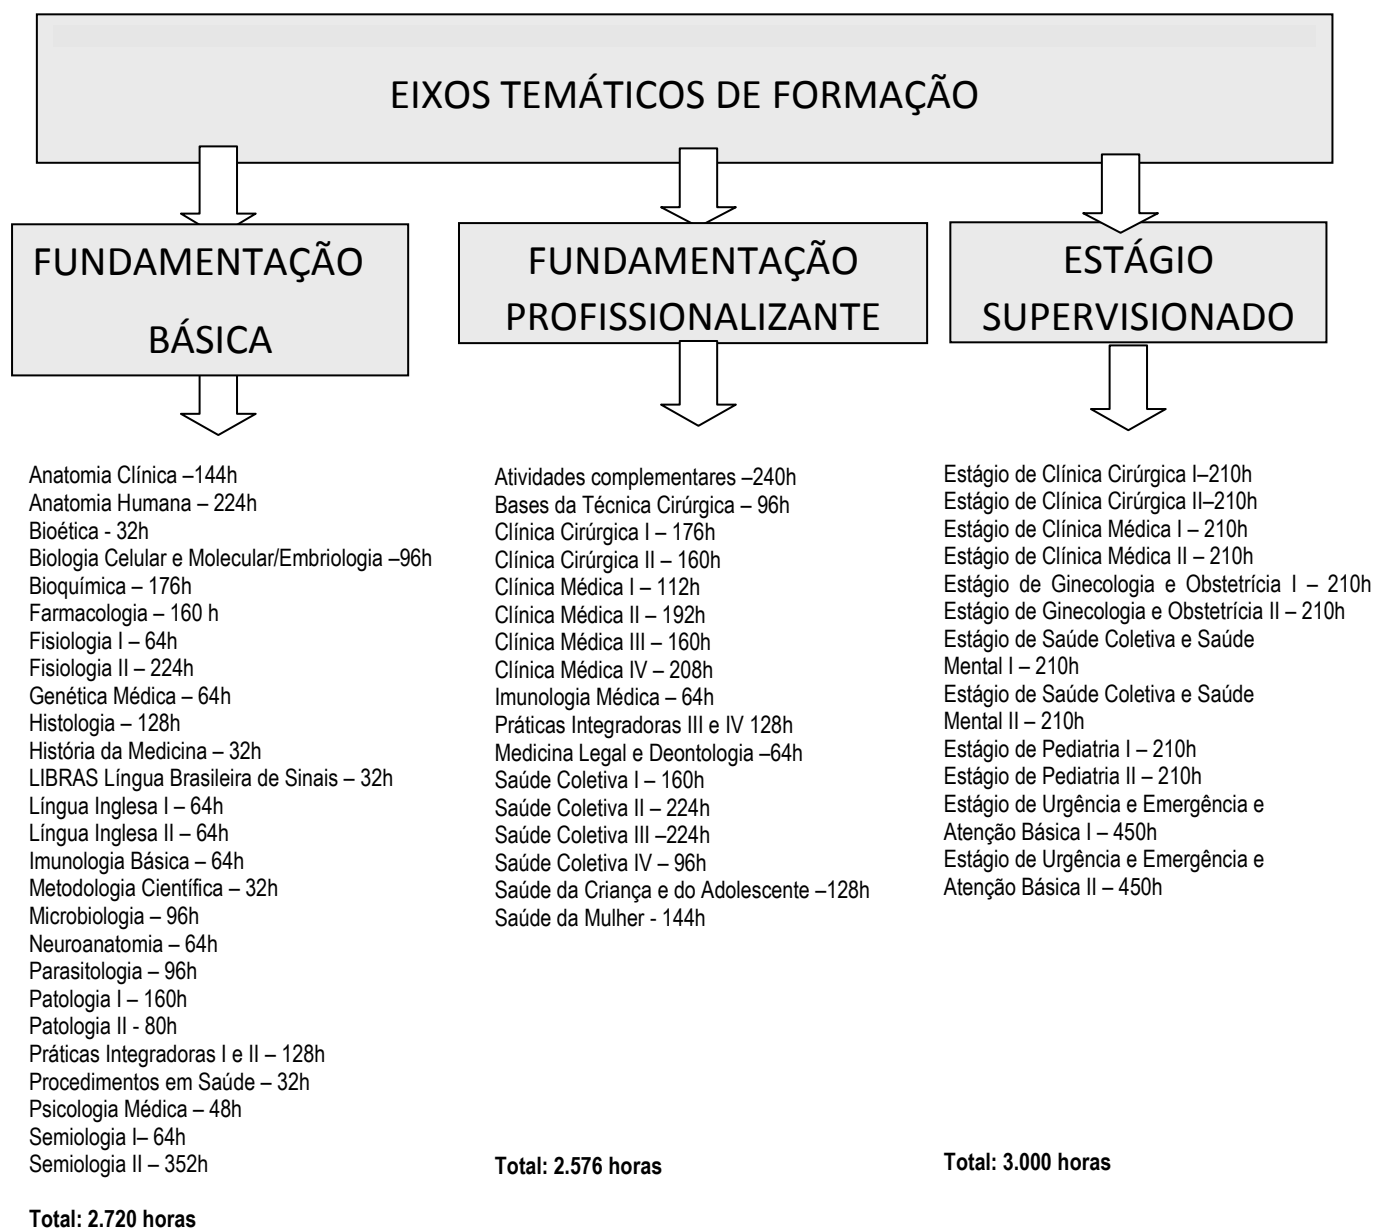 EIXOS TEMÁTICOS DE FORMAÇÃO
FUNDAMENTAÇÃO
BÁSICA
FUNDAMENTAÇÃO
PROFISSIONALIZANTE
ESTÁGIO
SUPERVISIONADO
Anatomia Clínica –144h
Anatomia Humana – 224h
Bioética - 32h
Biologia Celular e Molecular/Embriologia –96h
Bioquímica – 176h
Farmacologia – 160 h
Fisiologia I – 64h
Fisiologia II – 224h
Genética Médica – 64h
Histologia – 128h
História da Medicina – 32h
LIBRAS Língua Brasileira de Sinais – 32h
Língua Inglesa I – 64h
Língua Inglesa II – 64h
Imunologia Básica – 64h
Metodologia Científica – 32h
Microbiologia – 96h
Neuroanatomia – 64h
Parasitologia – 96h
Patologia I – 160h
Patologia II - 80h
Práticas Integradoras I e II – 128h
Procedimentos em Saúde – 32h
Psicologia Médica – 48h
Semiologia I– 64h
Semiologia II – 352h
Total: 2.720 horas
Atividades complementares –240h
Bases da Técnica Cirúrgica – 96h
Clínica Cirúrgica I – 176h
Clínica Cirúrgica II – 160h
Clínica Médica I – 112h
Clínica Médica II – 192h
Clínica Médica III – 160h
Clínica Médica IV – 208h
Imunologia Médica – 64h
Práticas Integradoras III e IV 128h
Medicina Legal e Deontologia –64h
Saúde Coletiva I – 160h
Saúde Coletiva II – 224h
Saúde Coletiva III –224h
Saúde Coletiva IV – 96h
Saúde da Criança e do Adolescente –128h
Saúde da Mulher - 144h
Total: 2.576 horas
Estágio de Clínica Cirúrgica I–210h
Estágio de Clínica Cirúrgica II–210h
Estágio de Clínica Médica I – 210h
Estágio de Clínica Médica II – 210h
Estágio de Ginecologia e Obstetrícia I – 210h
Estágio de Ginecologia e Obstetrícia II – 210h
Estágio de Saúde Coletiva e Saúde
Mental I – 210h
Estágio de Saúde Coletiva e Saúde
Mental II – 210h
Estágio de Pediatria I – 210h
Estágio de Pediatria II – 210h
Estágio de Urgência e Emergência e
Atenção Básica I – 450h
Estágio de Urgência e Emergência e
Atenção Básica II – 450h
Total: 3.000 horas